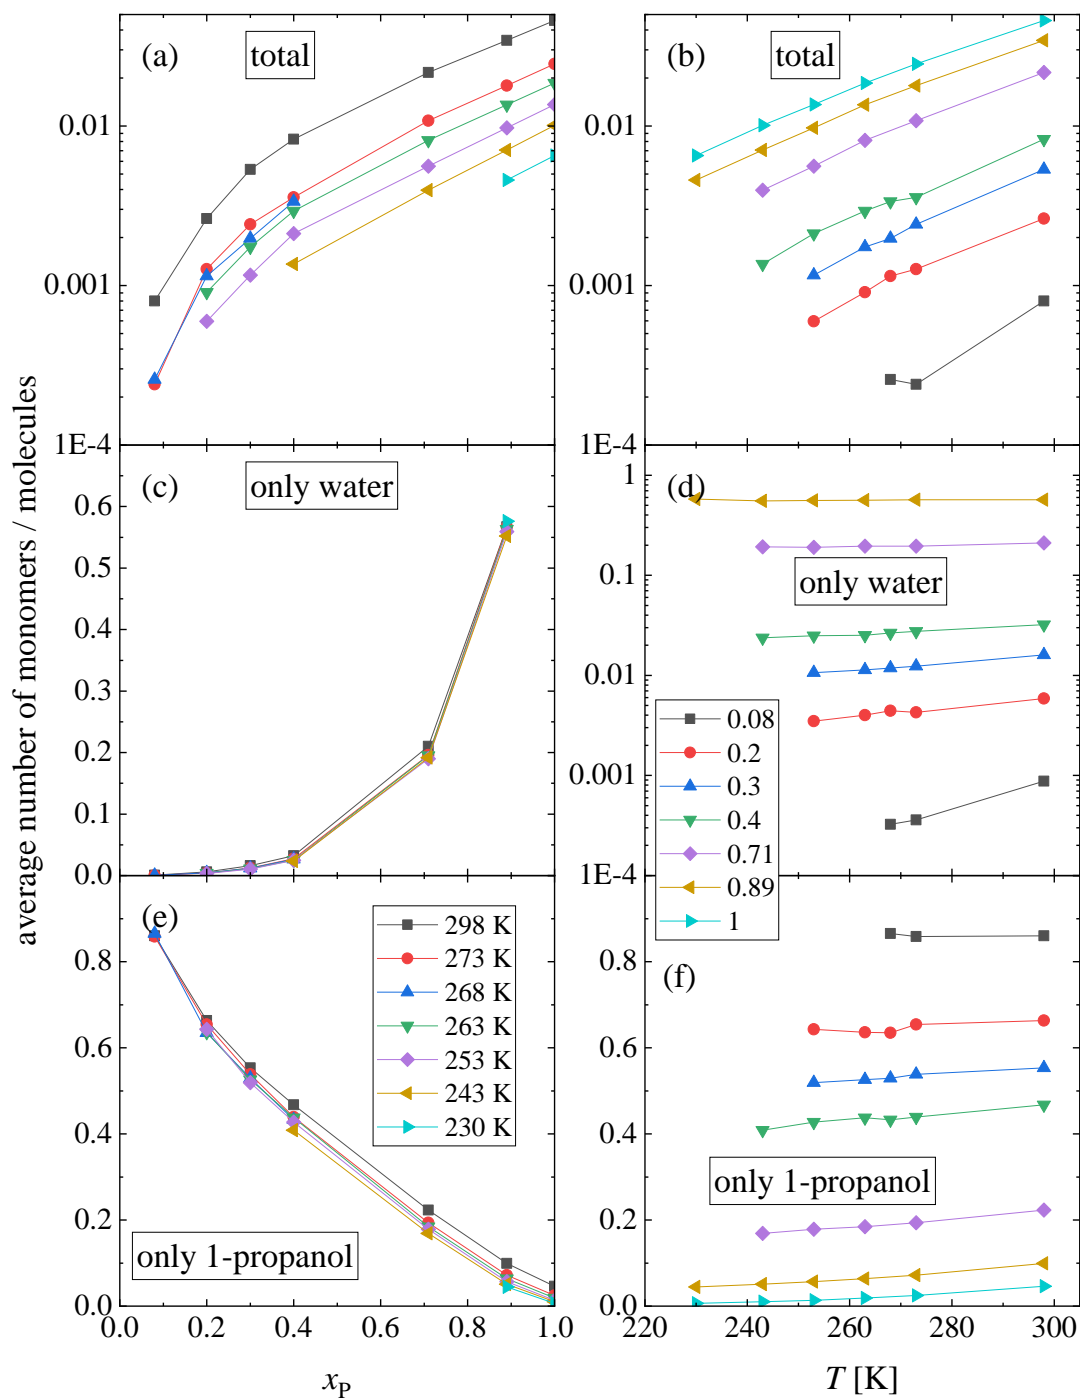 average number of monomers / molecules
(a)
total
0.01
0.001
1E-4
(b)
total
0.01
0.001
1E-4
(c)
only water
0.6
0.5
0.4
0.3
0.2
0.1
0.0
(d)
only water
1
0.1
0.01
0.001
1E-4
0.08
0.2
0.3
0.4
0.71
0.89
1
(e)
298 K
273 K
268 K
263 K
253 K
243 K
230 K
only 1-propanol
0.8
0.6
0.4
0.2
0.0
0.0 0.2 0.4 0.6 0.8 1.0
xP
(f)
only 1-propanol
0.8
0.6
0.4
0.2
0.0
220 240 260 280 300
T [K]